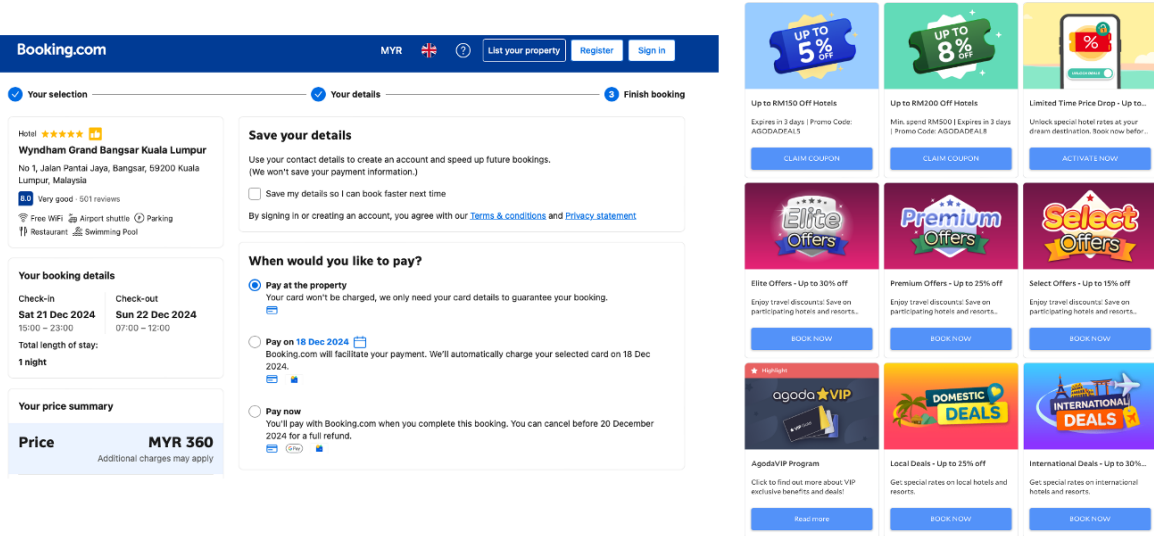 Booking.com
MYR
?
List your property
Register
Sign in
Your selection
Your details
3 Finish booking
Hotel
Wyndham Grand Bangsar Kuala Lumpur
No 1, Jalan Pantai Jaya, Bangsar, 59200 Kuala
Lumpur, Malaysia
8.0 Very good · 501 reviews
Free WiFi Airport shuttle Parking
Restaurant Swimming Pool
Your booking details
Check-in Check-out
Sat 21 Dec 2024 Sun 22 Dec 2024
15:00 – 23:00 07:00 – 12:00
Total length of stay:
1 night
Your price summary
Price MYR 360
Additional charges may apply
Save your details
Use your contact details to create an account and speed up future bookings.
(We won't save your payment information.)
Save my details so I can book faster next time
By signing in or creating an account, you agree with our Terms & conditions and Privacy statement
When would you like to pay?
Pay at the property
Your card won't be charged, we only need your card details to guarantee your booking.
Pay on 18 Dec 2024
Booking.com will facilitate your payment. We'll automatically charge your selected card on 18 Dec
2024.
Pay now
You'll pay with Booking.com when you complete this booking. You can cancel before 20 December
2024 for a full refund.
G Pay
UP TO
5% OFF
Up to RM150 Off Hotels
Expires in 3 days | Promo Code:
AGODADEAL5
CLAIM COUPON
UP TO
8% OFF
Up to RM200 Off Hotels
Min. spend RM500 | Expires in 3 days
| Promo Code: AGODADEAL8
CLAIM COUPON
%
Limited Time Price Drop - Up to...
Unlock special hotel rates at your
dream destination. Book now befor...
ACTIVATE NOW
Elite
Offers
Elite Offers - Up to 30% off
Enjoy travel discounts! Save on
participating hotels and resorts...
BOOK NOW
Premium
Offers
Premium Offers - Up to 25% off
Enjoy travel discounts! Save on
participating hotels and resorts...
BOOK NOW
Select
Offers
Select Offers - Up to 15% off
Enjoy travel discounts! Save on
participating hotels and resorts...
BOOK NOW
Highlight
agoda VIP
AgodaVIP Program
Click to find out more about VIP
exclusive benefits and deals!
Read more
DOMESTIC
DEALS
Local Deals - Up to 25% off
Get special rates on local hotels and
resorts.
BOOK NOW
INTERNATIONAL
DEALS
International Deals - Up to 30%...
Get special rates on international
hotels and resorts.
BOOK NOW